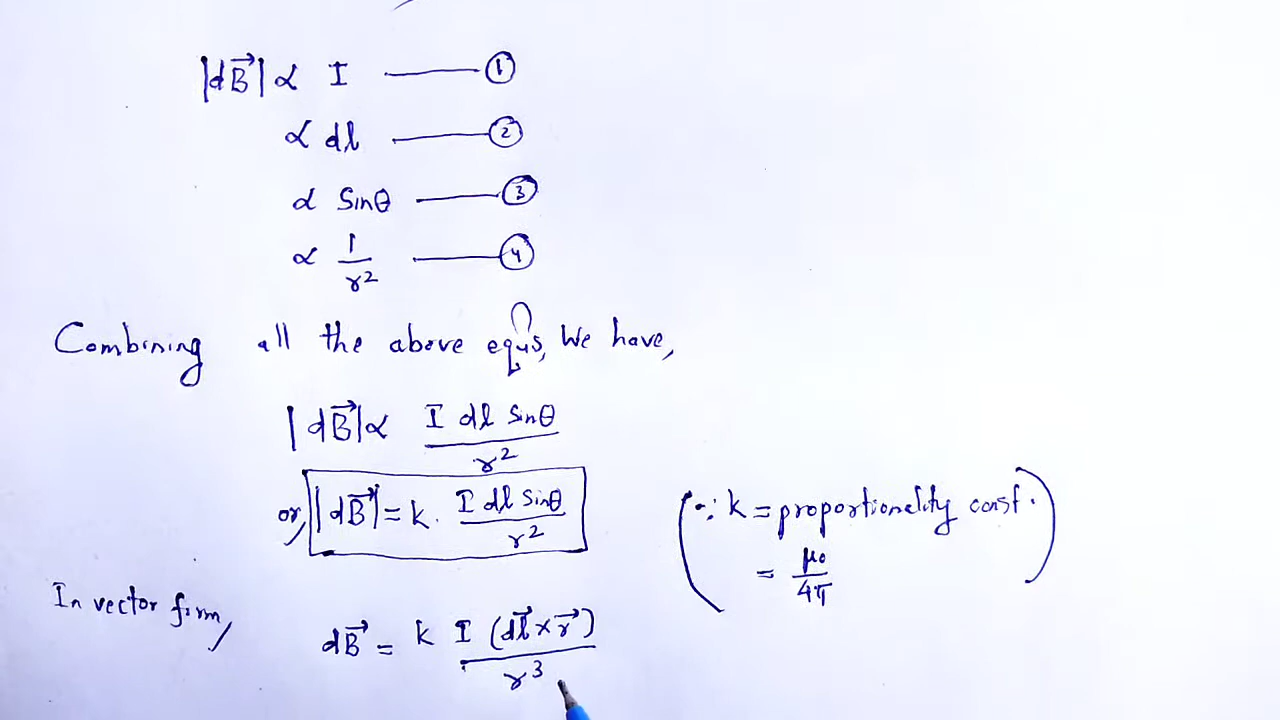 |dB⃗| ∝ I —— ①
∝ dl —— ②
∝ Sinθ —— ③
∝ 1/r² —— ④
Combining all the above eqns, We have,
|dB⃗| ∝ I dl Sinθ / r²
or, |dB⃗| = k. I dl Sinθ / r²
(∵ k = proportionality const.
= μ₀/4π)
In vector form,
dB⃗ = k I (dl⃗ × r⃗) / r³